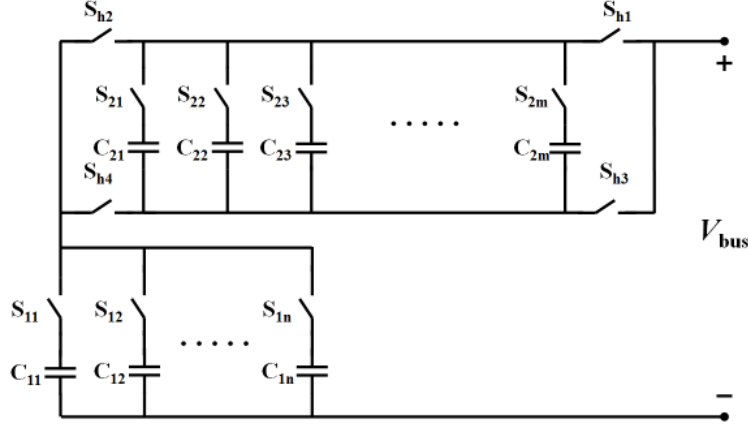 Sh2 Sh1
+
S21 S22 S23 S2m
. . . . .
C21 C22 C23 C2m
Sh4 Sh3
Vbus
S11 S12 S1n
. . . . .
C11 C12 C1n
−